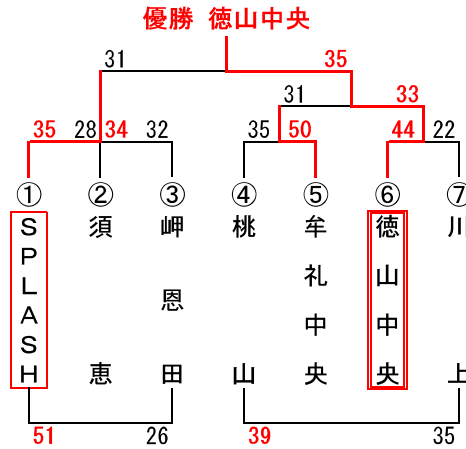 優勝 徳山中央
31 35
31 33
35 28 34 32 35 50 44 22
① ② ③ ④ ⑤ ⑥ ⑦
SPLASH
須恵
岬恩田
桃山
牟礼中央
徳山中央
川上
51 26 39 35